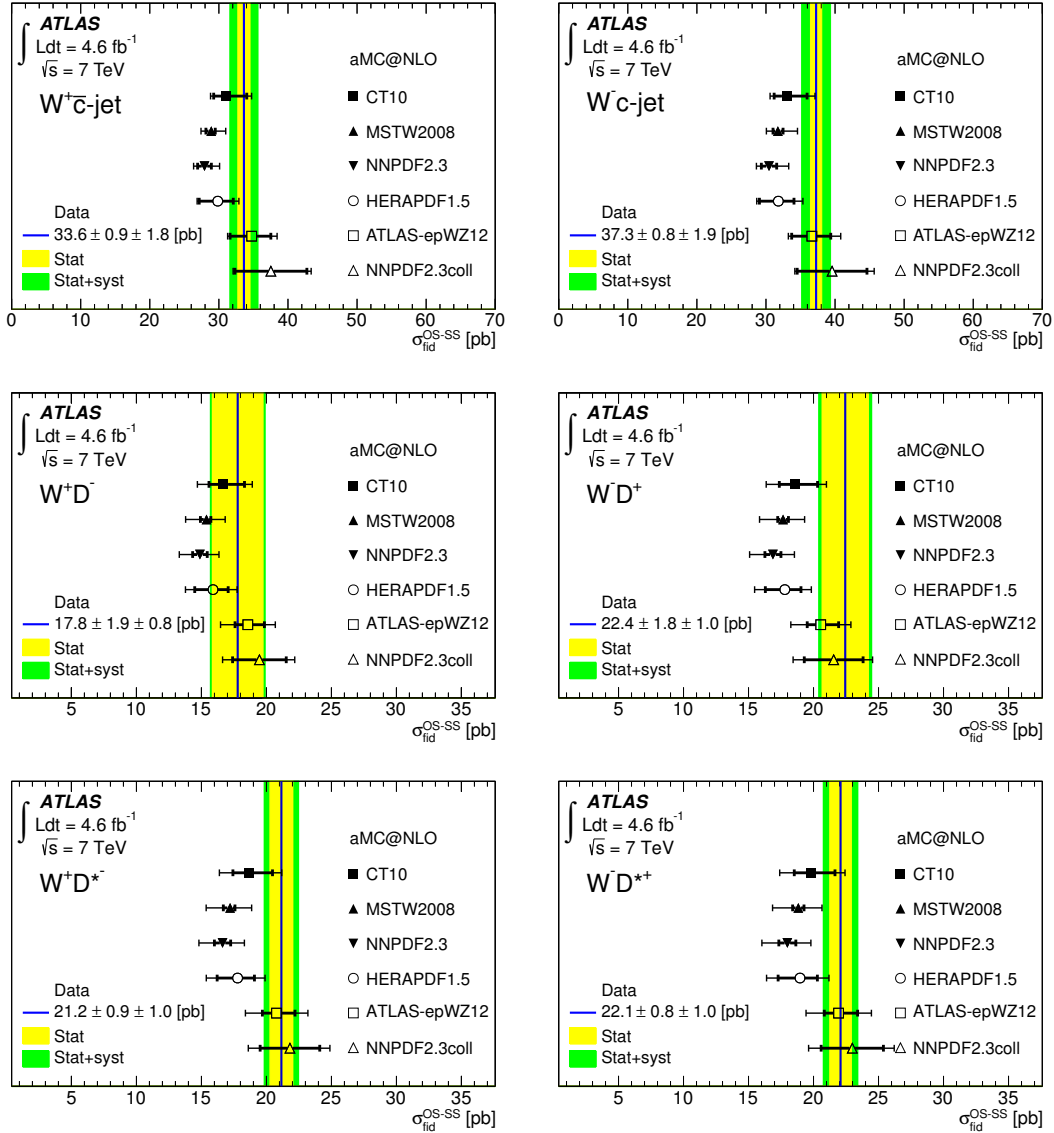 ATLAS
∫ Ldt = 4.6 fb⁻¹
√s = 7 TeV
W⁺c̅-jet
aMC@NLO
CT10
MSTW2008
NNPDF2.3
HERAPDF1.5
ATLAS-epWZ12
NNPDF2.3coll
Data
33.6 ± 0.9 ± 1.8 [pb]
Stat
Stat+syst
0 10 20 30 40 50 60 70
σ_fid^OS-SS [pb]
ATLAS
∫ Ldt = 4.6 fb⁻¹
√s = 7 TeV
W⁻c-jet
aMC@NLO
CT10
MSTW2008
NNPDF2.3
HERAPDF1.5
ATLAS-epWZ12
NNPDF2.3coll
Data
37.3 ± 0.8 ± 1.9 [pb]
Stat
Stat+syst
0 10 20 30 40 50 60 70
σ_fid^OS-SS [pb]
ATLAS
∫ Ldt = 4.6 fb⁻¹
√s = 7 TeV
W⁺D⁻
aMC@NLO
CT10
MSTW2008
NNPDF2.3
HERAPDF1.5
ATLAS-epWZ12
NNPDF2.3coll
Data
17.8 ± 1.9 ± 0.8 [pb]
Stat
Stat+syst
5 10 15 20 25 30 35
σ_fid^OS-SS [pb]
ATLAS
∫ Ldt = 4.6 fb⁻¹
√s = 7 TeV
W⁻D⁺
aMC@NLO
CT10
MSTW2008
NNPDF2.3
HERAPDF1.5
ATLAS-epWZ12
NNPDF2.3coll
Data
22.4 ± 1.8 ± 1.0 [pb]
Stat
Stat+syst
5 10 15 20 25 30 35
σ_fid^OS-SS [pb]
ATLAS
∫ Ldt = 4.6 fb⁻¹
√s = 7 TeV
W⁺D*⁻
aMC@NLO
CT10
MSTW2008
NNPDF2.3
HERAPDF1.5
ATLAS-epWZ12
NNPDF2.3coll
Data
21.2 ± 0.9 ± 1.0 [pb]
Stat
Stat+syst
5 10 15 20 25 30 35
σ_fid^OS-SS [pb]
ATLAS
∫ Ldt = 4.6 fb⁻¹
√s = 7 TeV
W⁻D*⁺
aMC@NLO
CT10
MSTW2008
NNPDF2.3
HERAPDF1.5
ATLAS-epWZ12
NNPDF2.3coll
Data
22.1 ± 0.8 ± 1.0 [pb]
Stat
Stat+syst
5 10 15 20 25 30 35
σ_fid^OS-SS [pb]